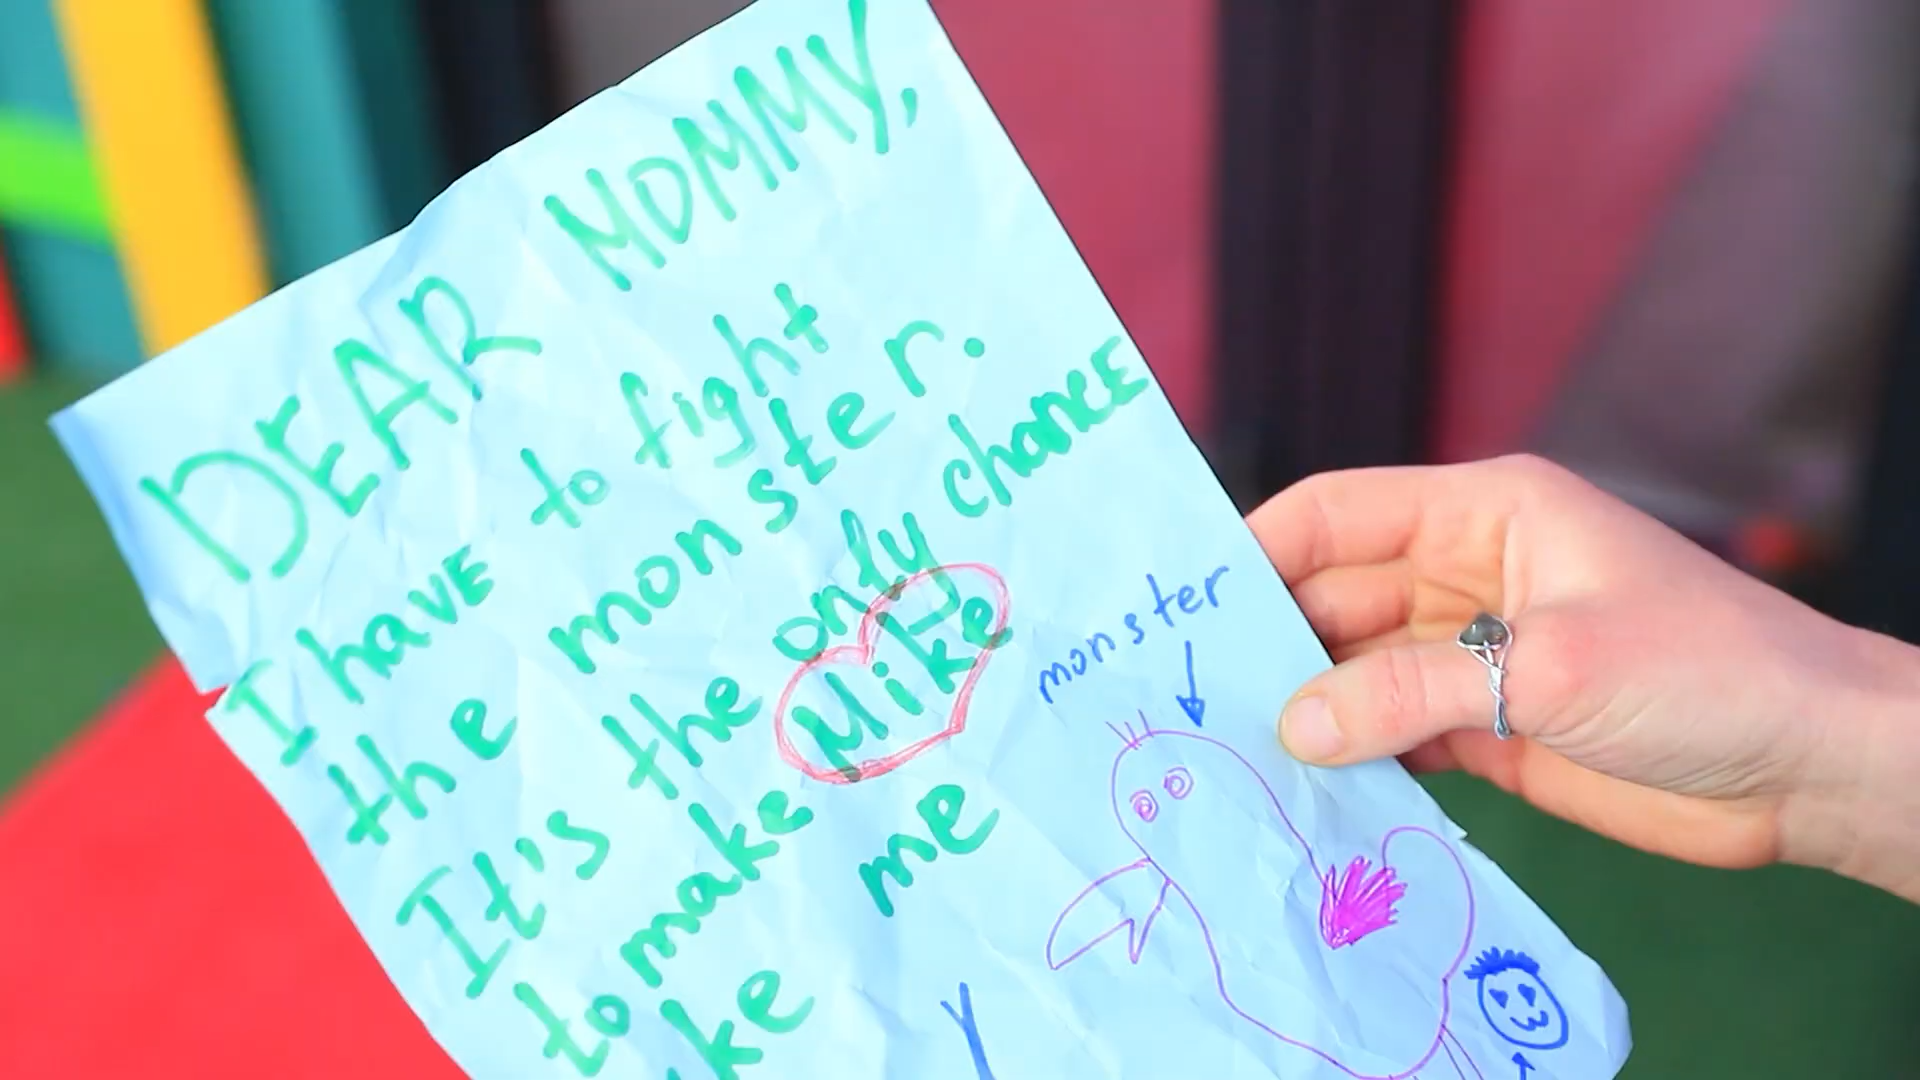 DEAR MOMMY,
I haVE to fight
the monster.
It's the only chancE
to make Mike
me
monster